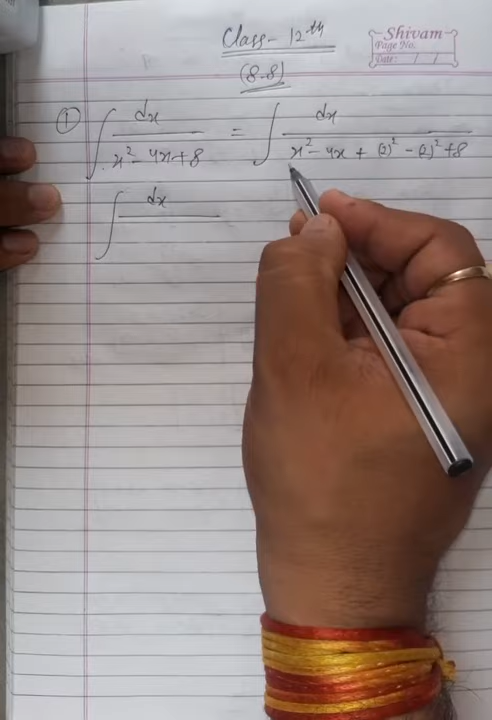 Class - 12th
Shivam
Page No.
Date: / /
(8.8)
① ∫ dx / (x² - 4x + 8) = ∫ dx / (x² - 4x + (2)² - (2)² + 8)
∫ dx